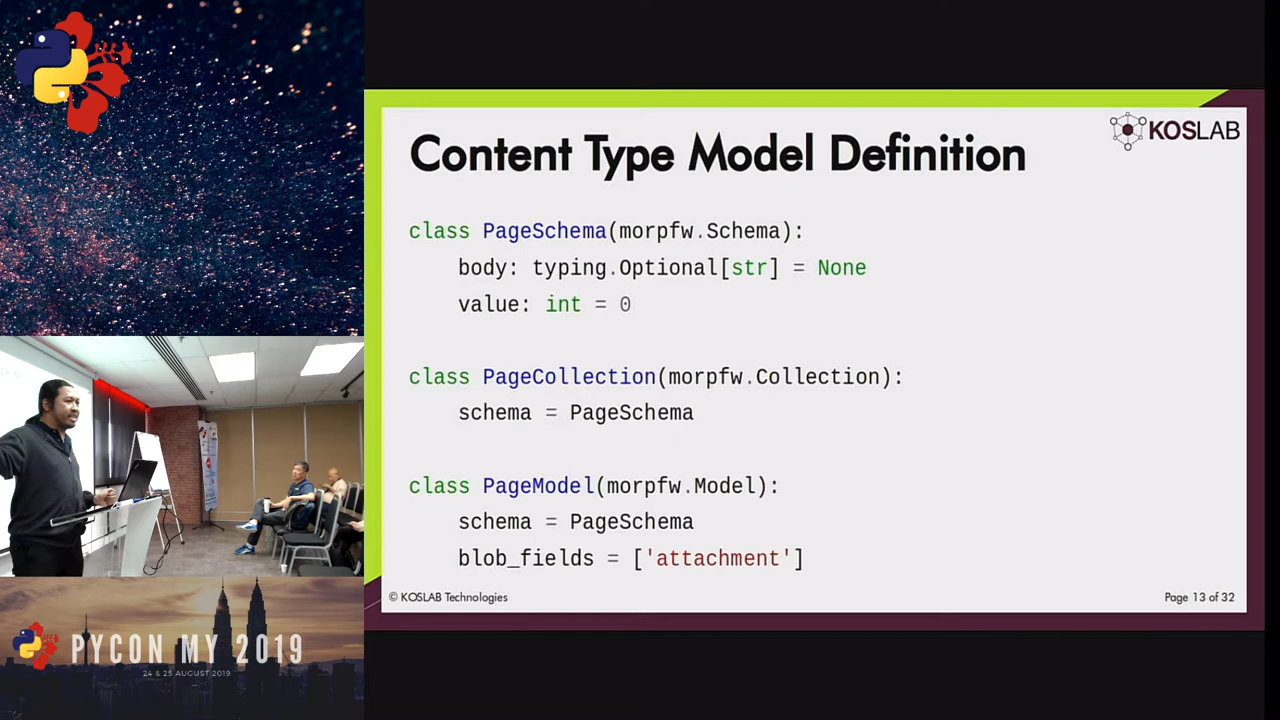 KOSLAB
Content Type Model Definition
class PageSchema(morpfw.Schema):
    body: typing.Optional[str] = None
    value: int = 0
class PageCollection(morpfw.Collection):
    schema = PageSchema
class PageModel(morpfw.Model):
    schema = PageSchema
    blob_fields = ['attachment']
© KOSLAB Technologies
Page 13 of 32
PYCON MY 2019
24 & 25 AUGUST 2019